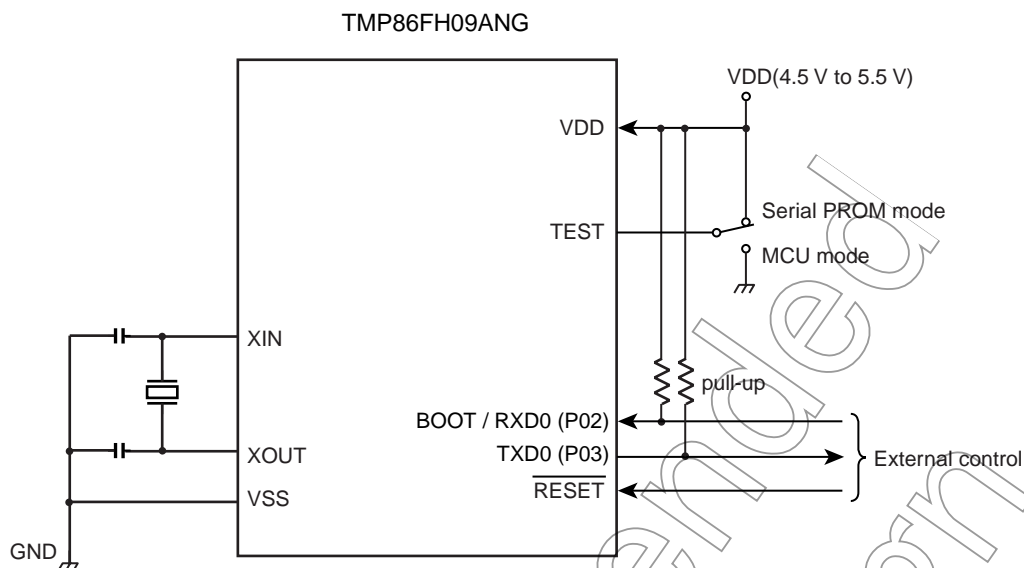 TMP86FH09ANG
VDD(4.5 V to 5.5 V)
VDD
Serial PROM mode
TEST
MCU mode
XIN
pull-up
BOOT / RXD0 (P02)
XOUT
TXD0 (P03)
External control
RESET
VSS
GND